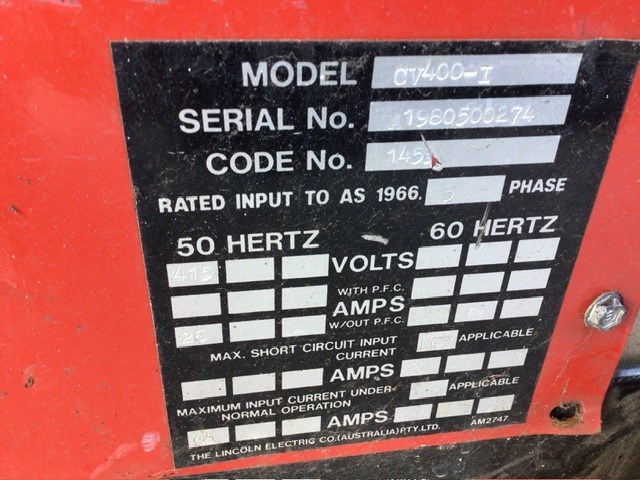 MODEL CV400-I
SERIAL No. 1980500274
CODE No. 145
RATED INPUT TO AS 1966. 3 PHASE
50 HERTZ 60 HERTZ
415 VOLTS
WITH P.F.C.
AMPS
26 W/OUT P.F.C.
MAX. SHORT CIRCUIT INPUT
CURRENT APPLICABLE
AMPS
MAXIMUM INPUT CURRENT UNDER
NORMAL OPERATION APPLICABLE
AMPS
THE LINCOLN ELECTRIC CO.(AUSTRALIA)PTY.LTD. AM2747